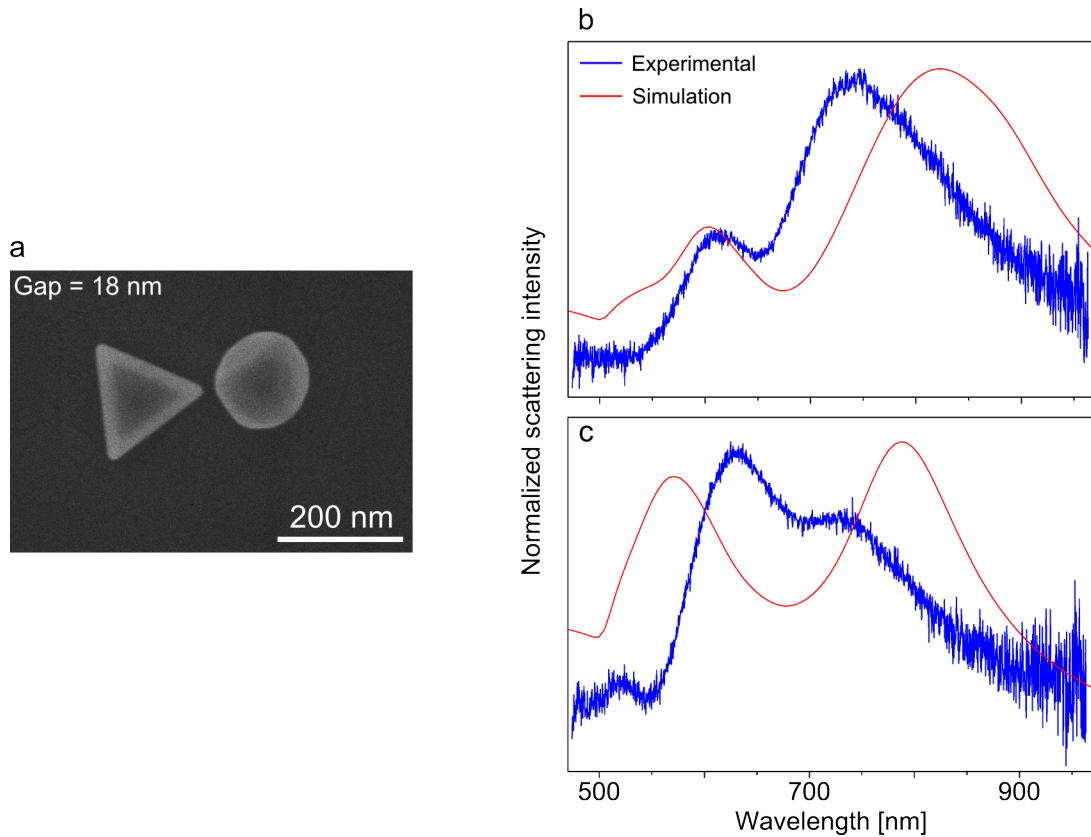 a
Gap = 18 nm
200 nm
b
Experimental
Simulation
Normalized scattering intensity
c
500
700
900
Wavelength [nm]